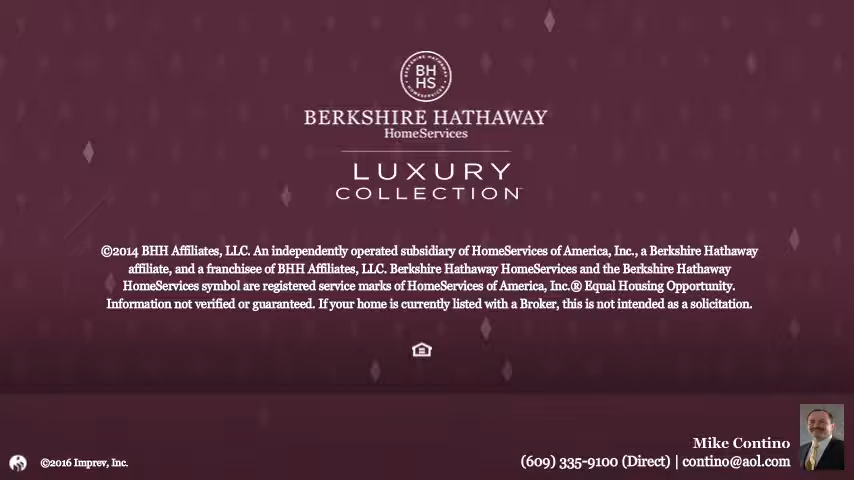 BERKSHIRE HATHAWAY
HOMESERVICES
BH
HS
BERKSHIRE HATHAWAY
HomeServices
LUXURY
COLLECTION™
©2014 BHH Affiliates, LLC. An independently operated subsidiary of HomeServices of America, Inc., a Berkshire Hathaway
affiliate, and a franchisee of BHH Affiliates, LLC. Berkshire Hathaway HomeServices and the Berkshire Hathaway
HomeServices symbol are registered service marks of HomeServices of America, Inc.® Equal Housing Opportunity.
Information not verified or guaranteed. If your home is currently listed with a Broker, this is not intended as a solicitation.
Mike Contino
(609) 335-9100 (Direct) | contino@aol.com
©2016 Imprev, Inc.